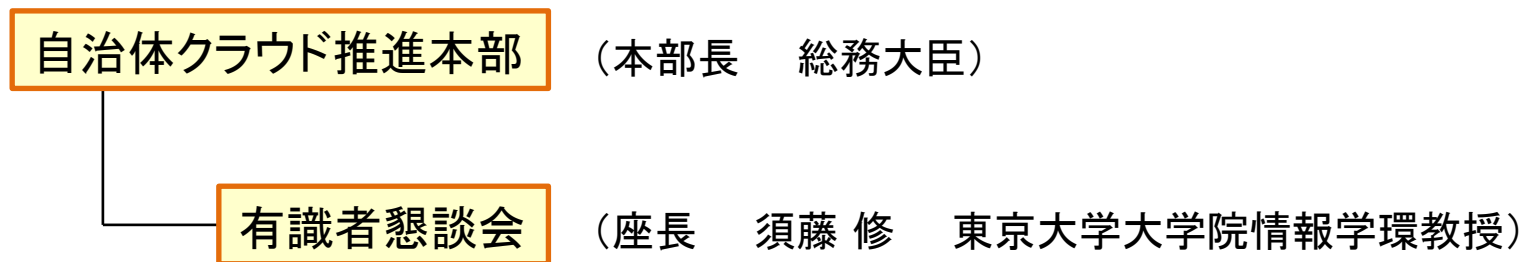 自治体クラウド推進本部 （本部長 総務大臣）
有識者懇談会 （座長 須藤 修 東京大学大学院情報学環教授）